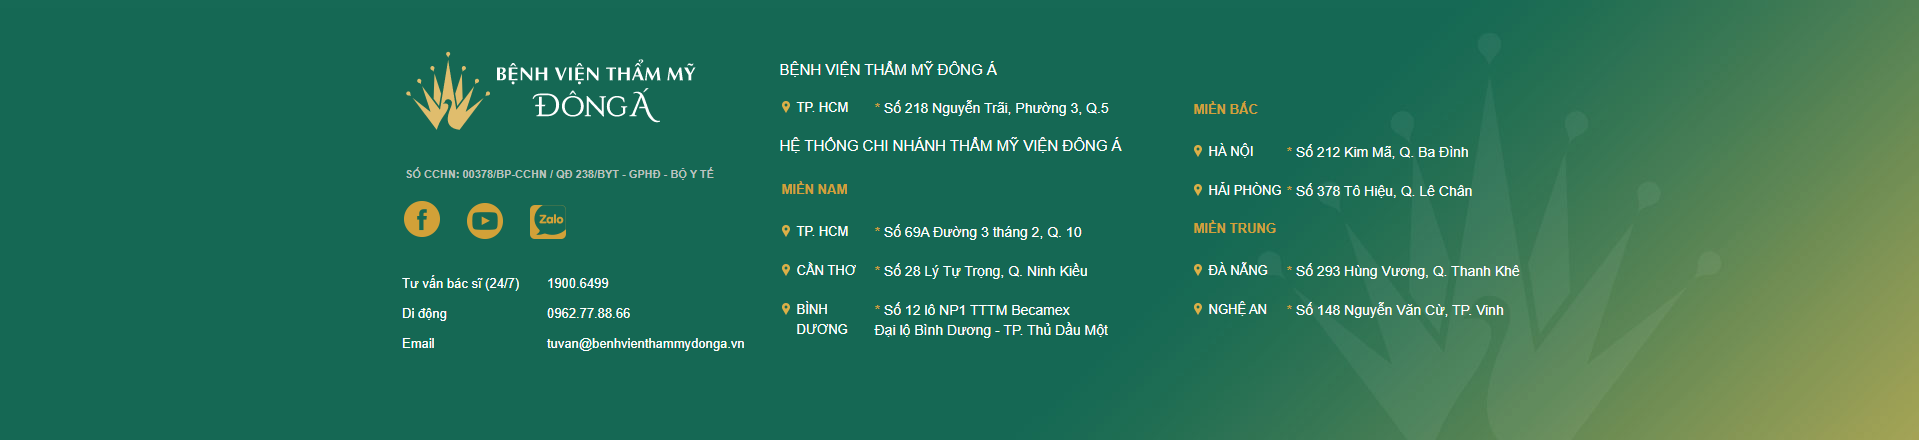 BỆNH VIỆN THẨM MỸ
ĐÔNG Á
SỐ CCHN: 00378/BP-CCHN / QĐ 238/BYT - GPHĐ - BỘ Y TẾ
Zalo
Tư vấn bác sĩ (24/7) 1900.6499
Di động 0962.77.88.66
Email tuvan@benhvienthammydonga.vn
BỆNH VIỆN THẨM MỸ ĐÔNG Á
TP. HCM * Số 218 Nguyễn Trãi, Phường 3, Q.5
HỆ THỐNG CHI NHÁNH THẨM MỸ VIỆN ĐÔNG Á
MIỀN NAM
TP. HCM * Số 69A Đường 3 tháng 2, Q. 10
CẦN THƠ * Số 28 Lý Tự Trọng, Q. Ninh Kiều
BÌNH * Số 12 lô NP1 TTTM Becamex
DƯƠNG Đại lộ Bình Dương - TP. Thủ Dầu Một
MIỀN BẮC
HÀ NỘI * Số 212 Kim Mã, Q. Ba Đình
HẢI PHÒNG * Số 378 Tô Hiệu, Q. Lê Chân
MIỀN TRUNG
ĐÀ NẴNG * Số 293 Hùng Vương, Q. Thanh Khê
NGHỆ AN * Số 148 Nguyễn Văn Cừ, TP. Vinh